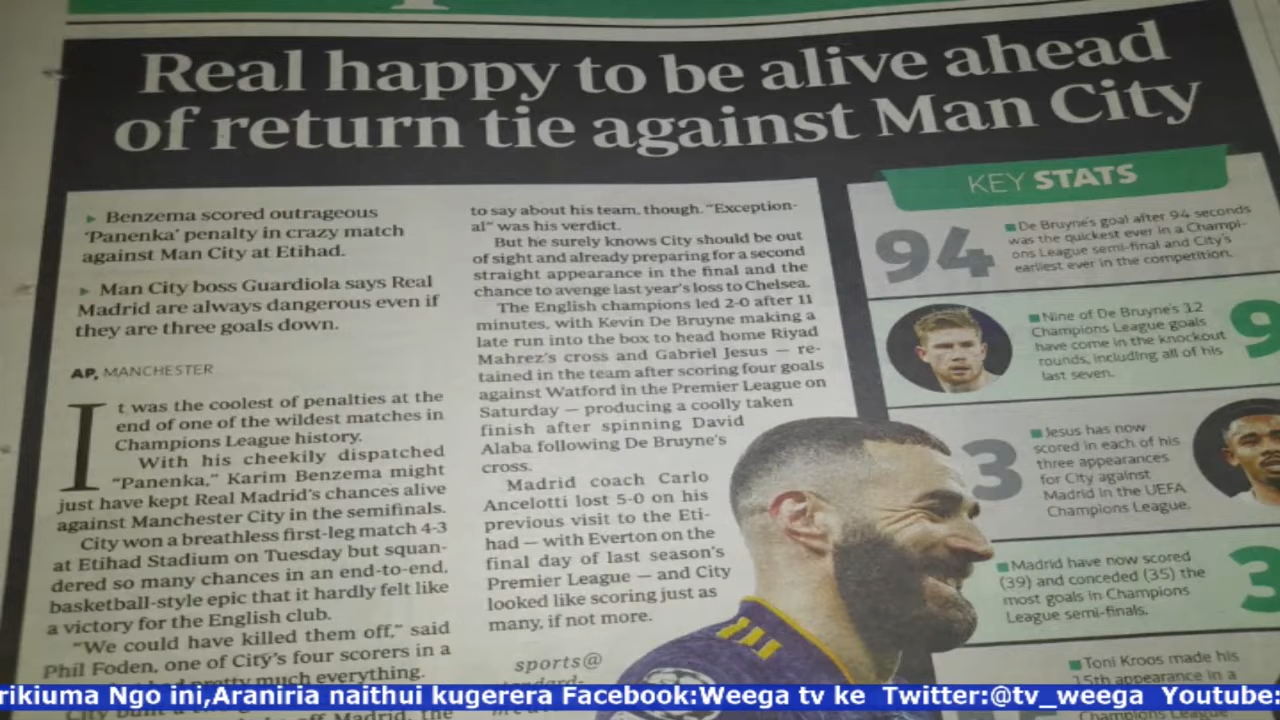 Real happy to be alive ahead
of return tie against Man City
Benzema scored outrageous
'Panenka' penalty in crazy match
against Man City at Etihad.
Man City boss Guardiola says Real
Madrid are always dangerous even if
they are three goals down.
AP, MANCHESTER
It was the coolest of penalties at the
end of one of the wildest matches in
Champions League history.
With his cheekily dispatched
"Panenka," Karim Benzema might
just have kept Real Madrid's chances alive
against Manchester City in the semifinals.
City won a breathless first-leg match 4-3
at Etihad Stadium on Tuesday but squan-
dered so many chances in an end-to-end,
basketball-style epic that it hardly felt like
a victory for the English club.
"We could have killed them off," said
Phil Foden, one of City's four scorers in a
pretty much everything.
to say about his team, though. "Exception-
al" was his verdict.
But he surely knows City should be out
of sight and already preparing for a second
straight appearance in the final and the
chance to avenge last year's loss to Chelsea.
The English champions led 2-0 after 11
minutes, with Kevin De Bruyne making a
late run into the box to head home Riyad
Mahrez's cross and Gabriel Jesus — re-
tained in the team after scoring four goals
against Watford in the Premier League on
Saturday — producing a coolly taken
finish after spinning David
Alaba following De Bruyne's
cross.
Madrid coach Carlo
Ancelotti lost 5-0 on his
previous visit to the Eti-
had — with Everton on the
final day of last season's
Premier League — and City
looked like scoring just as
many, if not more.
sports@
KEY STATS
94
De Bruyne's goal after 94 seconds
was the quickest ever in a Champi-
ons League semi-final and City's
earliest ever in the competition.
Nine of De Bruyne's 12
Champions League goals
have come in the knockout
rounds, including all of his
last seven.
9
3
Jesus has now
scored in each of his
three appearances
for City against
Madrid in the UEFA
Champions League.
Madrid have now scored
(39) and conceded (35) the
most goals in Champions
League semi-finals.
3
Toni Kroos made his
15th appearance in a
rikiuma Ngo ini,Araniria naithui kugerera Facebook:Weega tv ke Twitter:@tv_weega Youtube: